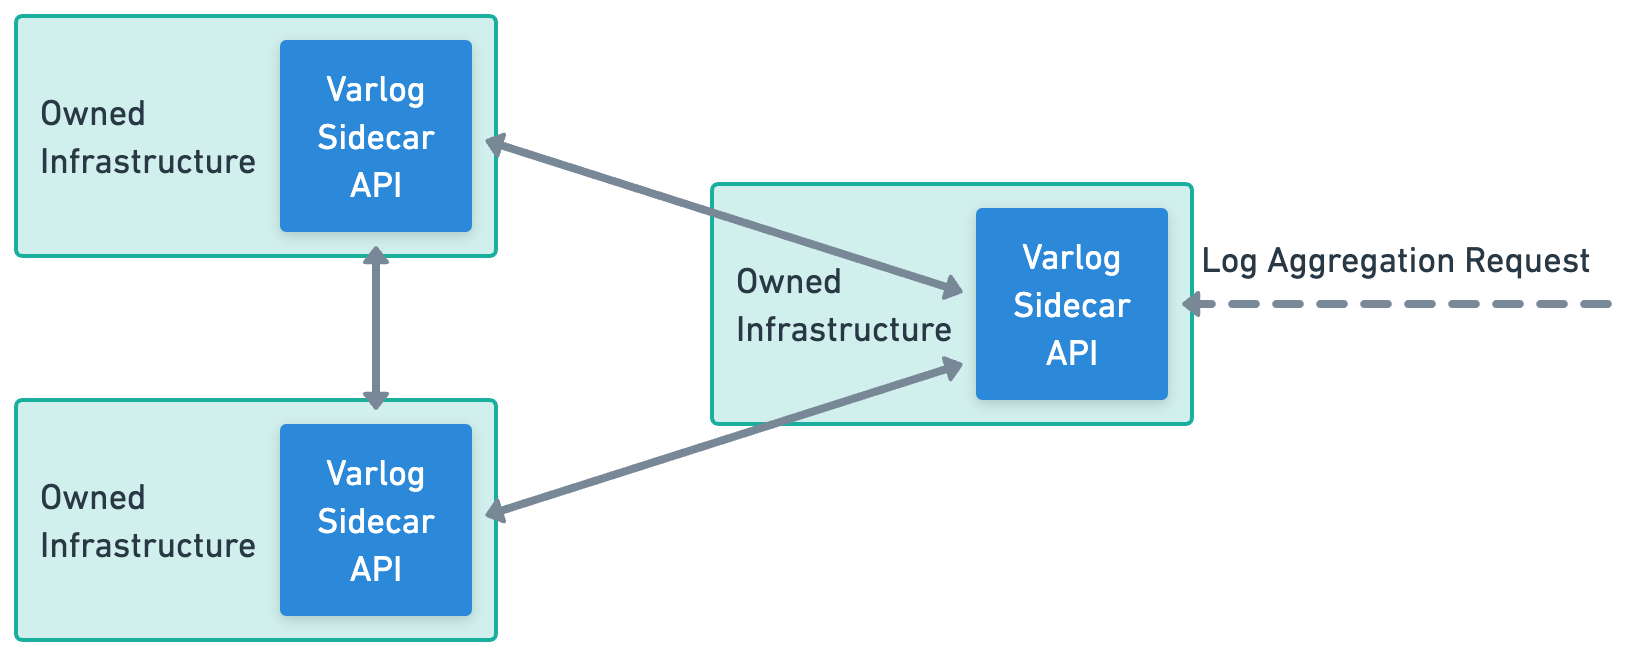 Owned
Infrastructure
Varlog
Sidecar
API
Owned
Infrastructure
Varlog
Sidecar
API
Log Aggregation Request
Owned
Infrastructure
Varlog
Sidecar
API